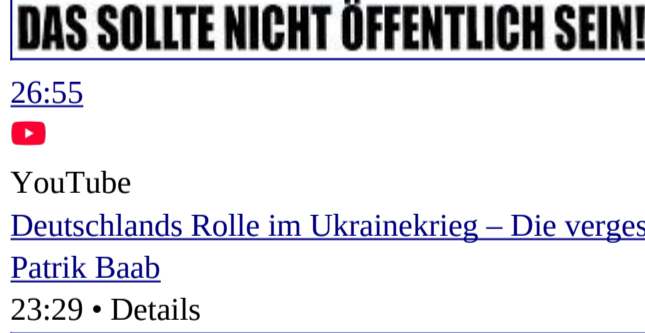 DAS SOLLTE NICHT ÖFFENTLICH SEIN!
26:55
YouTube
Deutschlands Rolle im Ukrainekrieg – Die verges
Patrik Baab
23:29 • Details